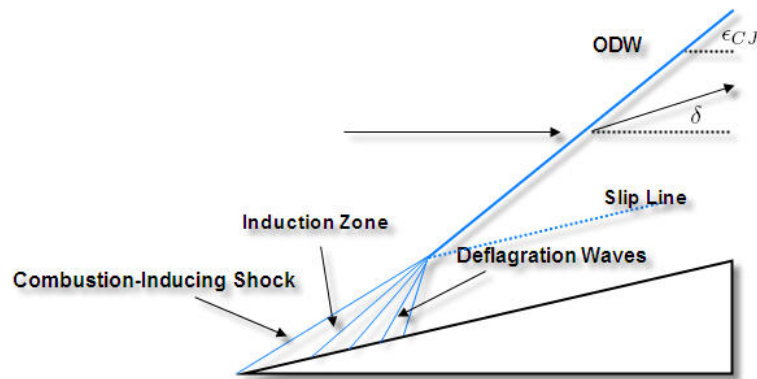 ODW
ϵCJ
δ
Slip Line
Induction Zone
Deflagration Waves
Combustion-Inducing Shock